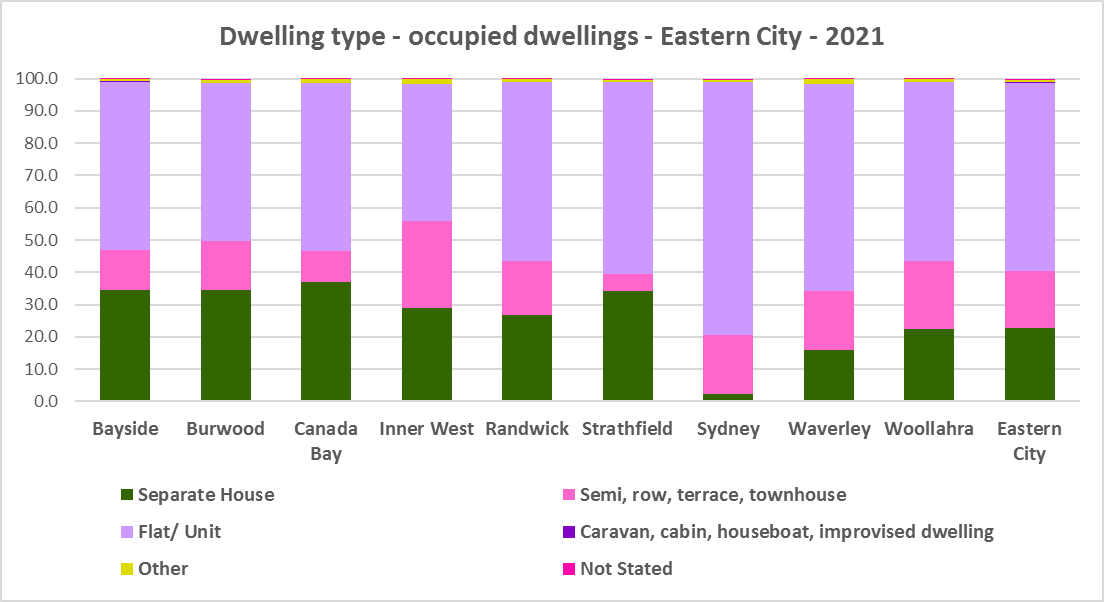 Dwelling type - occupied dwellings - Eastern City - 2021
100.0
90.0
80.0
70.0
60.0
50.0
40.0
30.0
20.0
10.0
0.0
Bayside Burwood Canada Inner West Randwick Strathfield Sydney Waverley Woollahra Eastern
Bay City
Separate House Semi, row, terrace, townhouse
Flat/ Unit Caravan, cabin, houseboat, improvised dwelling
Other Not Stated